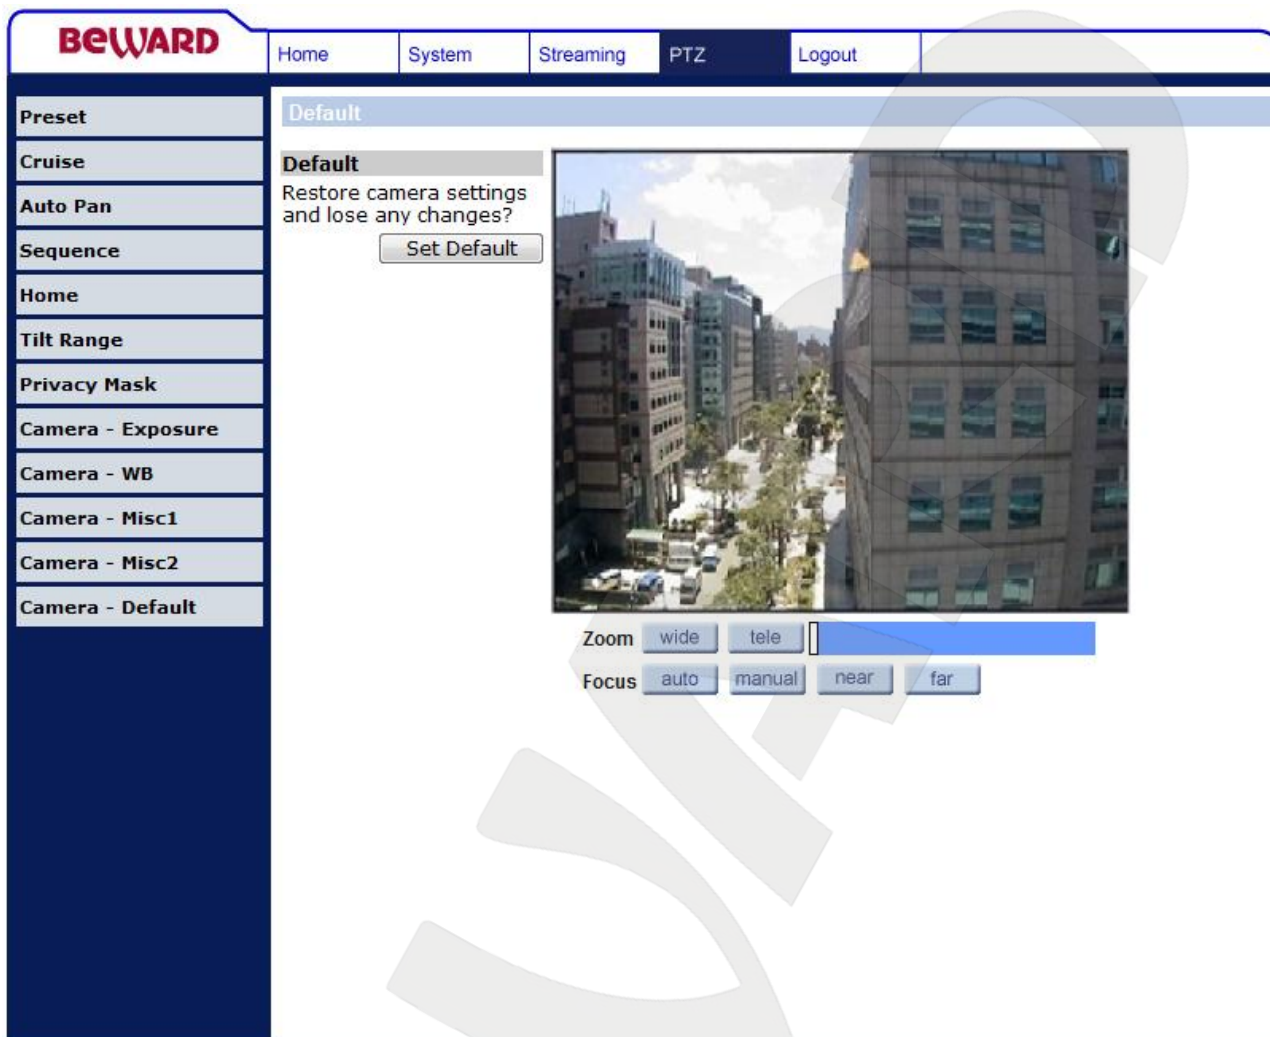 BEWARD
Home System Streaming PTZ Logout
Preset
Cruise
Auto Pan
Sequence
Home
Tilt Range
Privacy Mask
Camera - Exposure
Camera - WB
Camera - Misc1
Camera - Misc2
Camera - Default
Default
Default
Restore camera settings
and lose any changes?
Set Default
Zoom wide tele
Focus auto manual near far